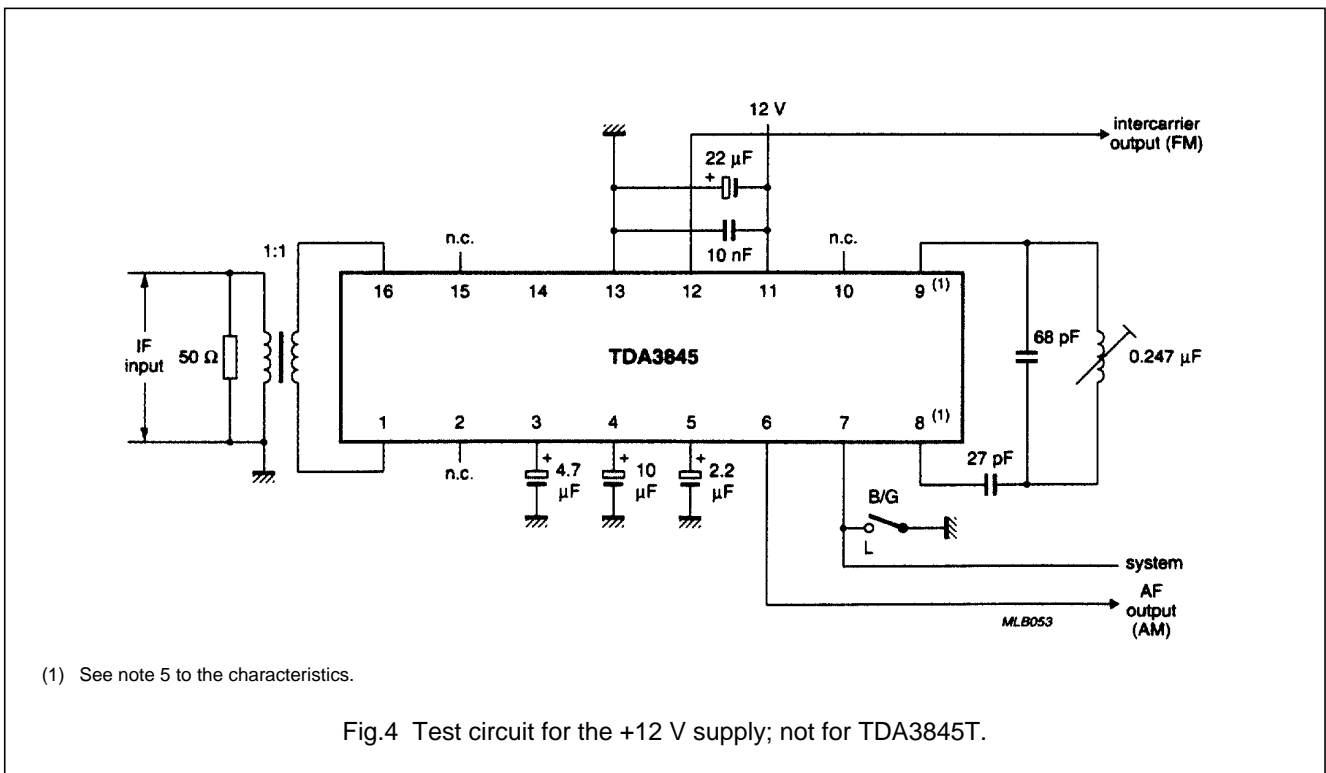 12 V
intercarrier
output (FM)
22 µF
+
1:1
n.c.
10 nF
n.c.
16 15 14 13 12 11 10 9 (1)
IF
input
50 Ω
TDA3845
68 pF
0.247 µF
1 2 3 4 5 6 7 8 (1)
n.c.
+
4.7
µF
+
10
µF
+
2.2
µF
27 pF
B/G
L
system
AF
output
(AM)
MLB053
(1) See note 5 to the characteristics.
Fig.4 Test circuit for the +12 V supply; not for TDA3845T.